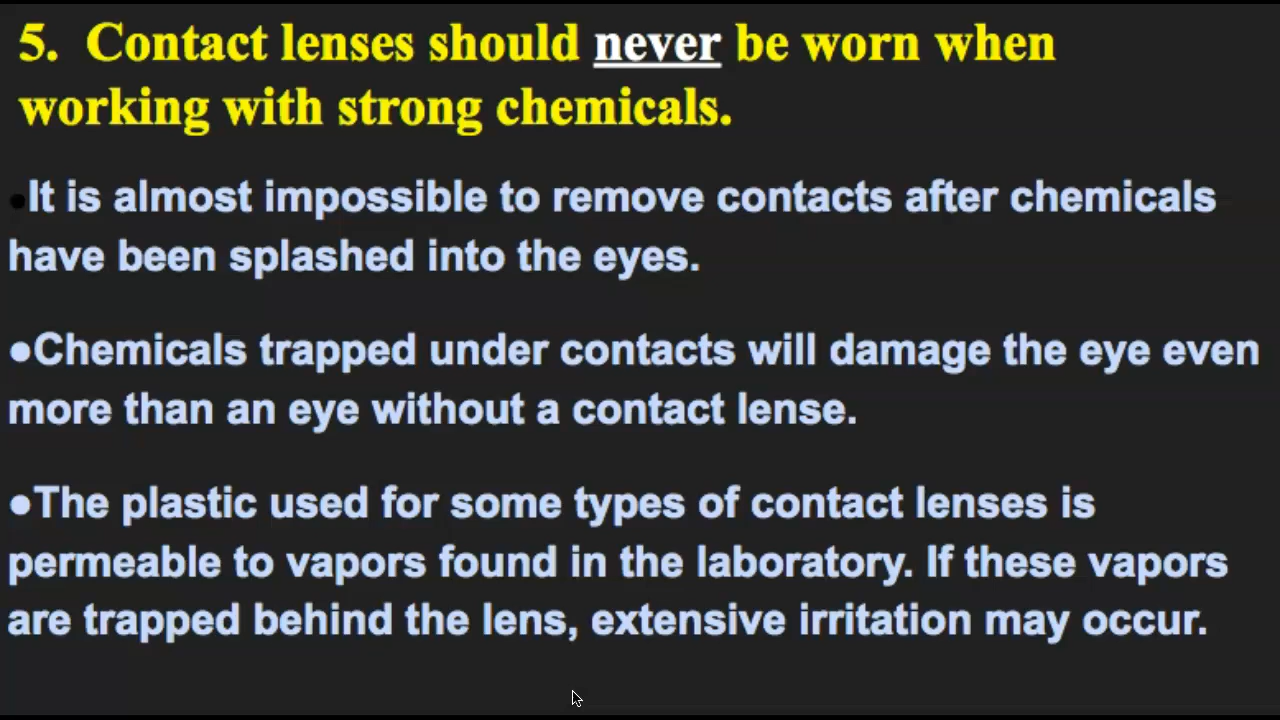 5. Contact lenses should never be worn when
working with strong chemicals.
●It is almost impossible to remove contacts after chemicals
have been splashed into the eyes.
●Chemicals trapped under contacts will damage the eye even
more than an eye without a contact lense.
●The plastic used for some types of contact lenses is
permeable to vapors found in the laboratory. If these vapors
are trapped behind the lens, extensive irritation may occur.